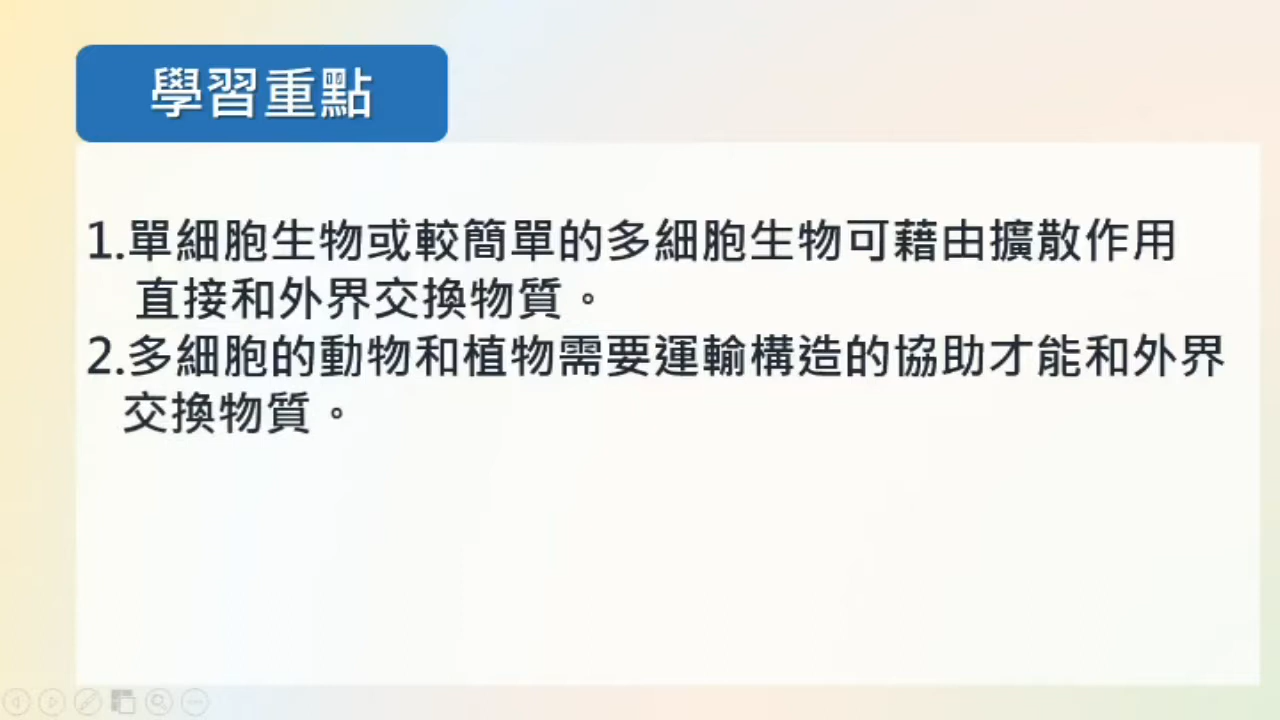 學習重點
1.單細胞生物或較簡單的多細胞生物可藉由擴散作用
直接和外界交換物質。
2.多細胞的動物和植物需要運輸構造的協助才能和外界
交換物質。